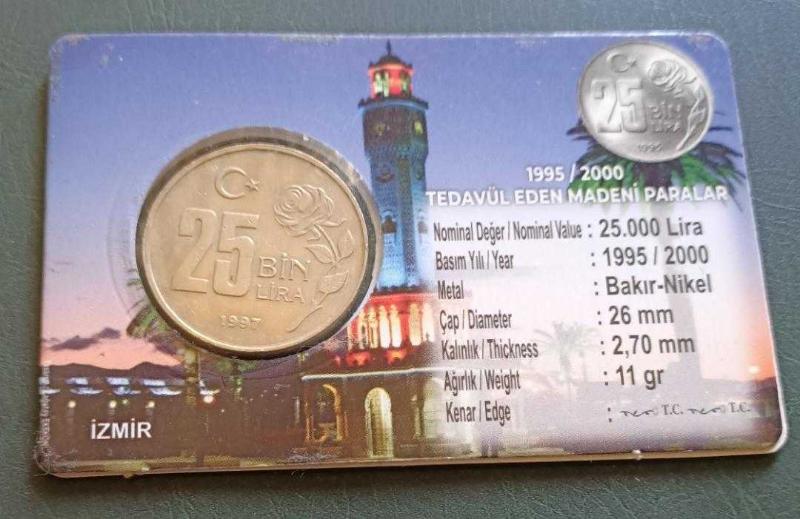 25
BİN
LİRA
1997
25
BİN
LİRA
1995
1995 / 2000
TEDAVÜL EDEN MADENİ PARALAR
Nominal Değer / Nominal Value : 25.000 Lira
Basım Yılı / Year : 1995 / 2000
Metal : Bakır-Nikel
Çap / Diameter : 26 mm
Kalınlık / Thickness : 2,70 mm
Ağırlık / Weight : 11 gr
Kenar / Edge : T.C. T.C.
İZMİR